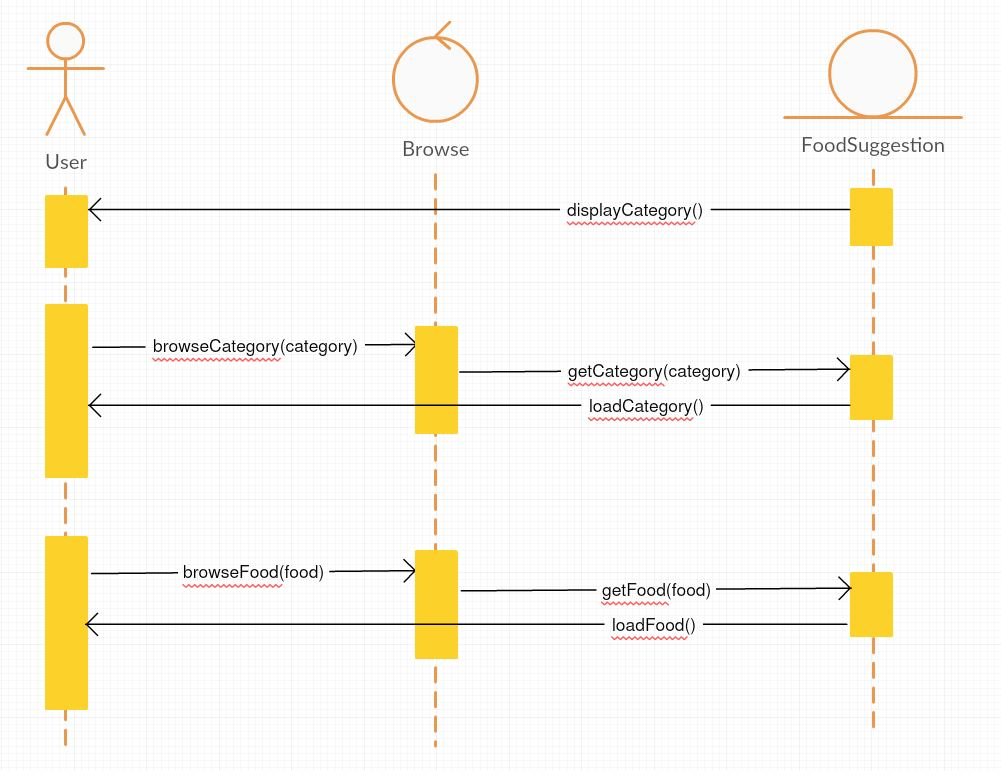 User
Browse
FoodSuggestion
displayCategory()
browseCategory(category)
getCategory(category)
loadCategory()
browseFood(food)
getFood(food)
loadFood()